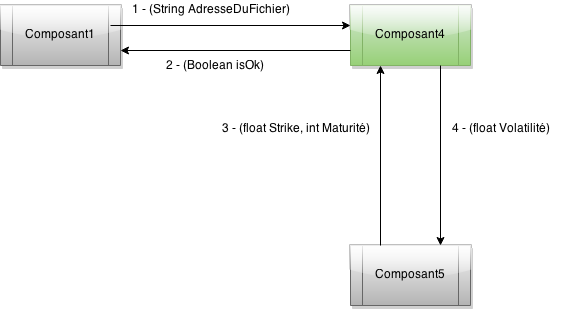 1 - (String AdresseDuFichier)
Composant1
Composant4
2 - (Boolean isOk)
3 - (float Strike, int Maturité)
4 - (float Volatilité)
Composant5